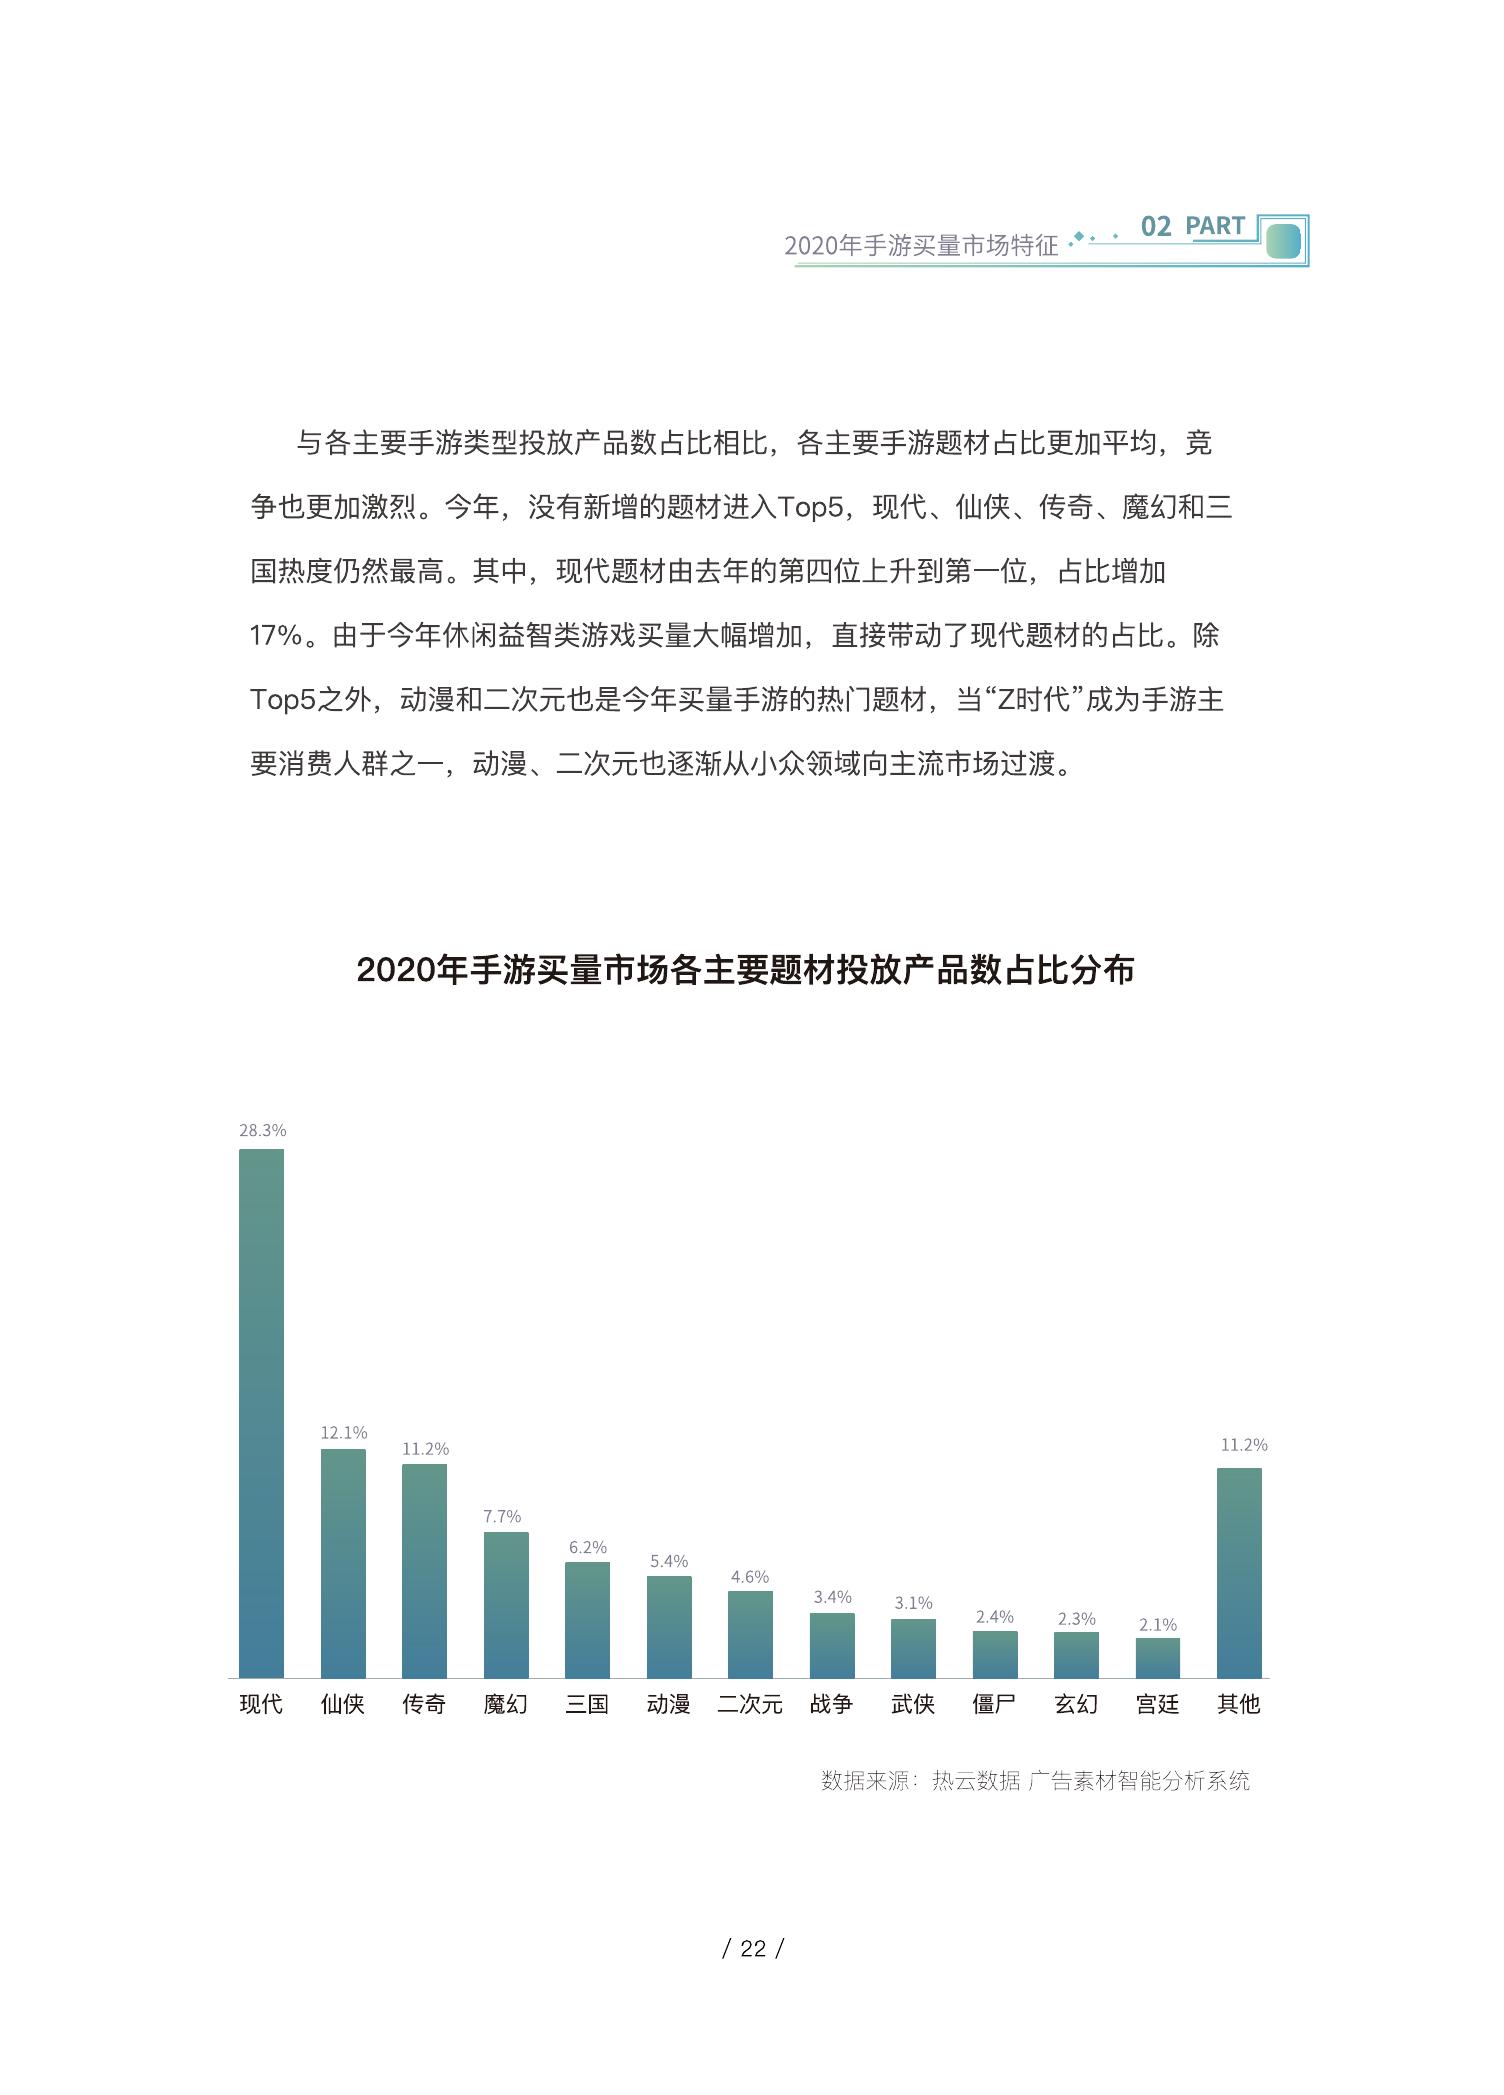 2020年手游买量市场特征
02 PART
与各主要手游类型投放产品数占比相比，各主要手游题材占比更加平均，竞
争也更加激烈。今年，没有新增的题材进入Top5，现代、仙侠、传奇、魔幻和三
国热度仍然最高。其中，现代题材由去年的第四位上升到第一位，占比增加
17%。由于今年休闲益智类游戏买量大幅增加，直接带动了现代题材的占比。除
Top5之外，动漫和二次元也是今年买量手游的热门题材，当“Z时代”成为手游主
要消费人群之一，动漫、二次元也逐渐从小众领域向主流市场过渡。
2020年手游买量市场各主要题材投放产品数占比分布
28.3% 12.1% 11.2% 7.7% 6.2% 5.4% 4.6% 3.4% 3.1% 2.4% 2.3% 2.1% 11.2%
现代 仙侠 传奇 魔幻 三国 动漫 二次元 战争 武侠 僵尸 玄幻 宫廷 其他
数据来源：热云数据 广告素材智能分析系统
/ 22 /